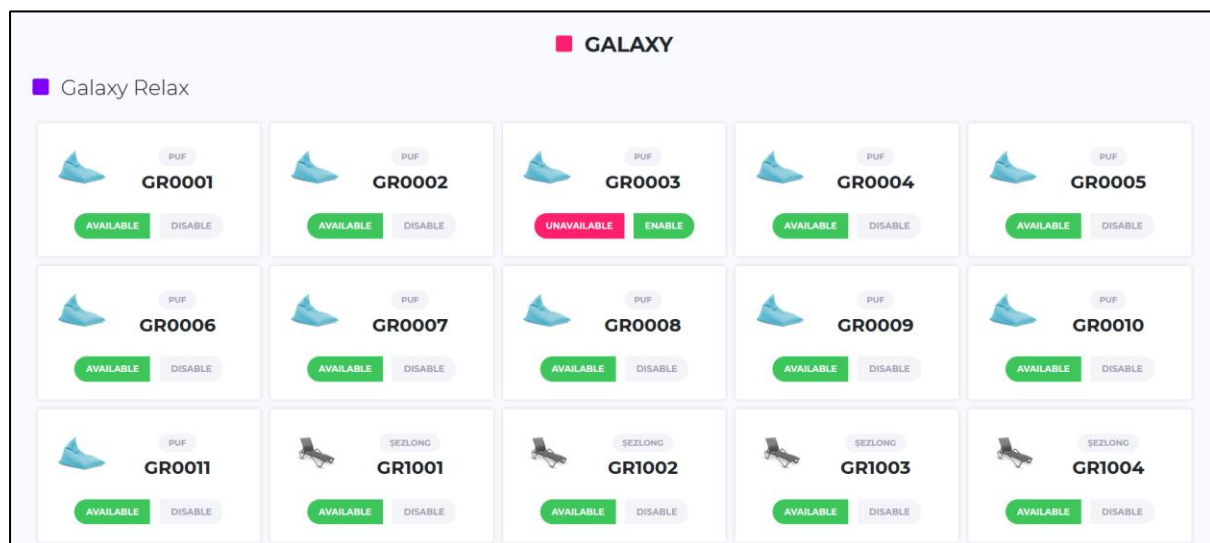 GALAXY
Galaxy Relax
PUF PUF PUF PUF PUF
GR0001 GR0002 GR0003 GR0004 GR0005
AVAILABLE DISABLE AVAILABLE DISABLE UNAVAILABLE ENABLE AVAILABLE DISABLE AVAILABLE DISABLE
PUF PUF PUF PUF PUF
GR0006 GR0007 GR0008 GR0009 GR0010
AVAILABLE DISABLE AVAILABLE DISABLE AVAILABLE DISABLE AVAILABLE DISABLE AVAILABLE DISABLE
PUF ŞEZLONG ŞEZLONG ŞEZLONG ŞEZLONG
GR0011 GR1001 GR1002 GR1003 GR1004
AVAILABLE DISABLE AVAILABLE DISABLE AVAILABLE DISABLE AVAILABLE DISABLE AVAILABLE DISABLE